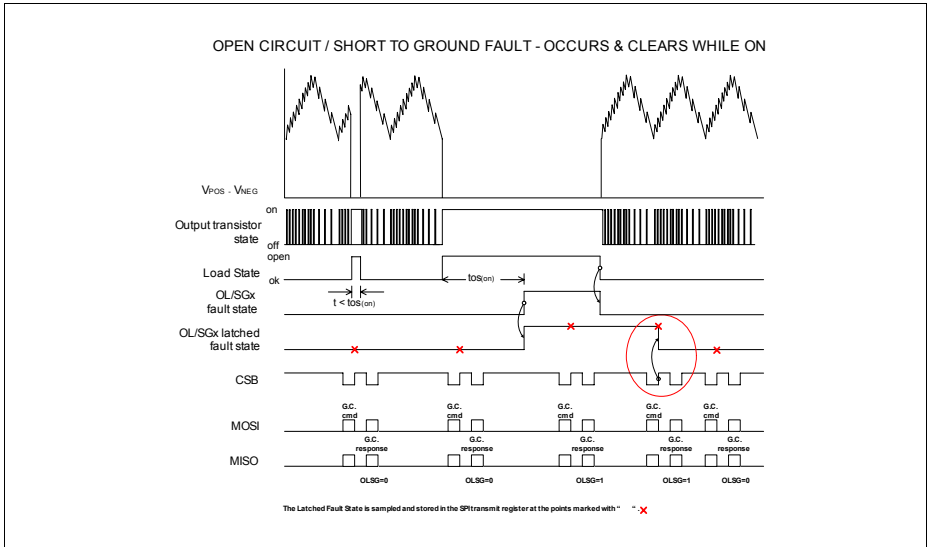 OPEN CIRCUIT / SHORT TO GROUND FAULT - OCCURS & CLEARS WHILE ON
VPOS - VNEG
on
Output transistor
state
off
open
Load State
ok
tos(on)
t < tos(on)
OL/SGx
fault state
OL/SGx latched
fault state
CSB
G.C.
cmd
G.C.
cmd
G.C.
cmd
G.C.
cmd
G.C.
cmd
MOSI
G.C.
response
G.C.
response
G.C.
response
G.C.
response
G.C.
response
MISO
OLSG=0
OLSG=0
OLSG=1
OLSG=1
OLSG=0
The Latched Fault State is sampled and stored in the SPI transmit register at the points marked with “ ” .